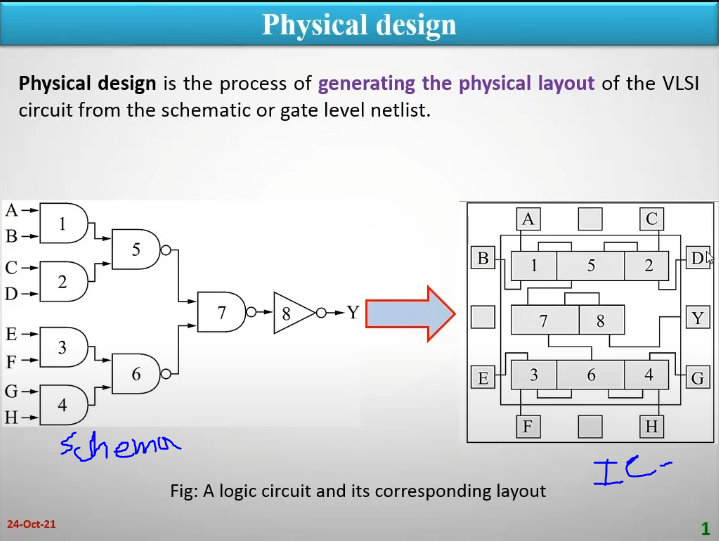 Physical design
Physical design is the process of generating the physical layout of the VLSI
circuit from the schematic or gate level netlist.
A
B
C
D
E
F
G
H
1
2
3
4
5
6
7
8
Y
A
C
B
1
5
2
D
7
8
Y
E
3
6
4
G
F
H
Schema
IC
Fig: A logic circuit and its corresponding layout
24-Oct-21
1